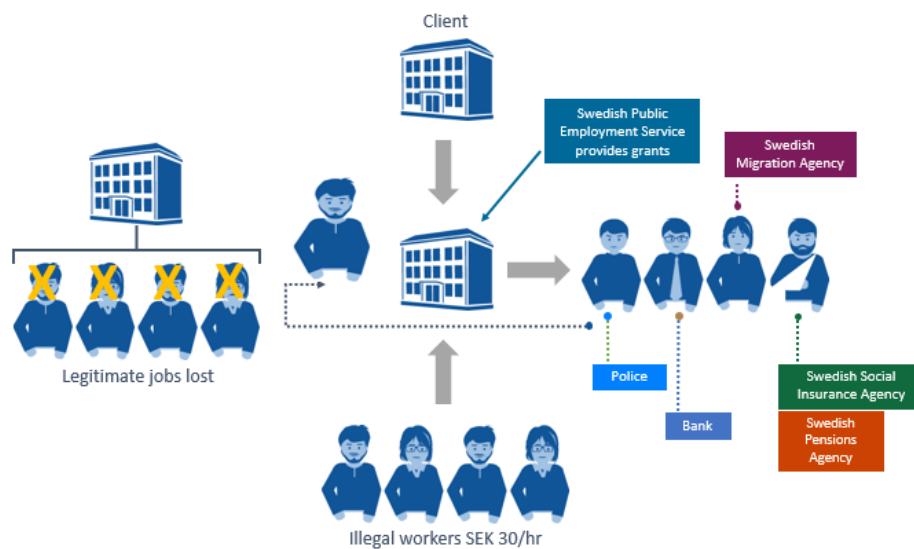 Client
Swedish Public
Employment Service
provides grants
Swedish
Migration Agency
X X X X
Legitimate jobs lost
Police
Bank
Swedish Social
Insurance Agency
Swedish
Pensions
Agency
Illegal workers SEK 30/hr